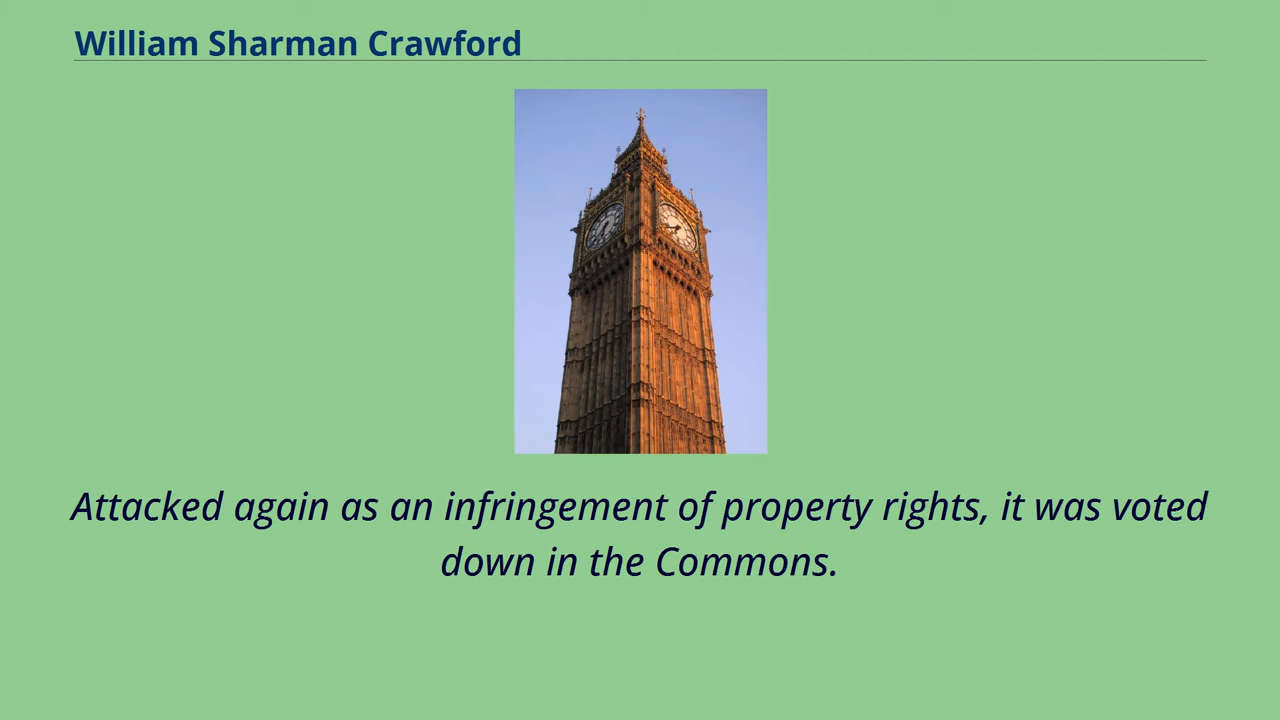 William Sharman Crawford
Attacked again as an infringement of property rights, it was voted
down in the Commons.